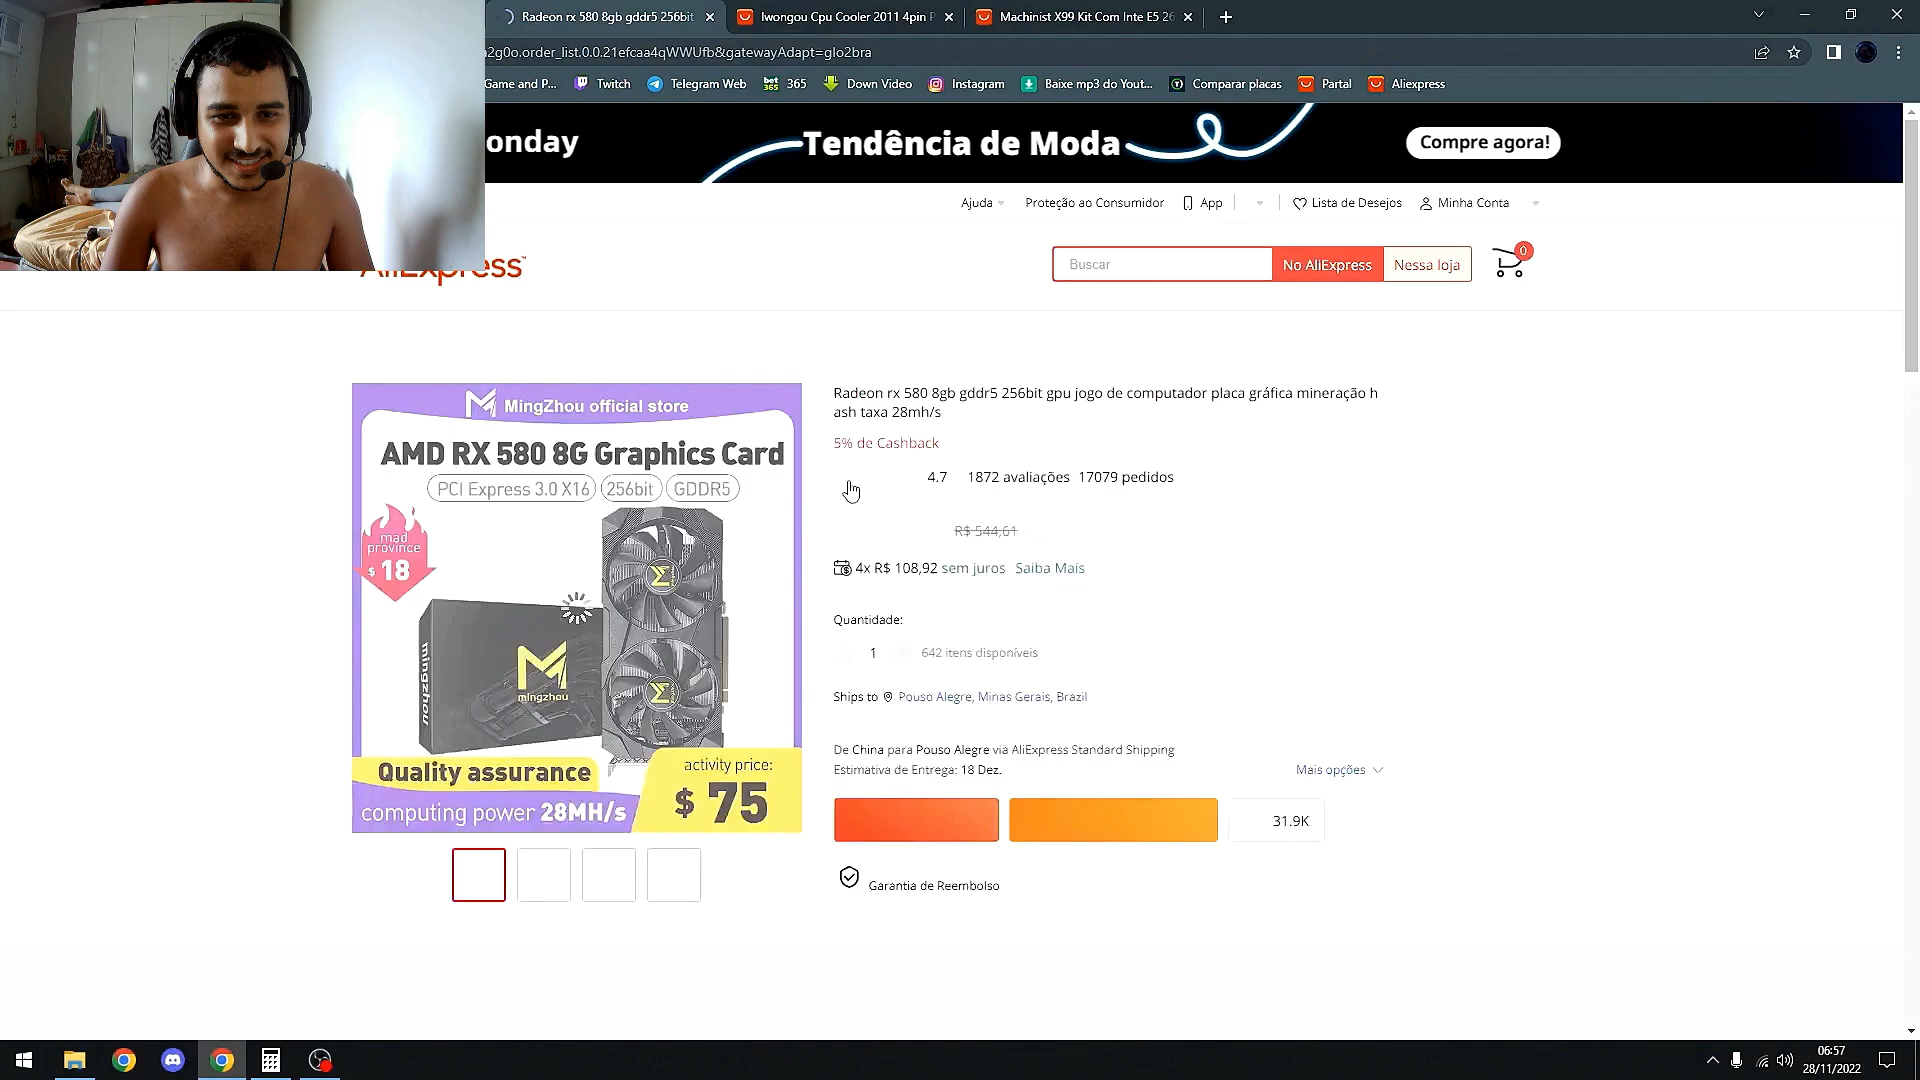 Radeon rx 580 8gb gddr5 256bit
Iwongou Cpu Cooler 2011 4pin P
Machinist X99 Kit Com Inte E5 26
2g0o.order_list.0.0.21efcaa4qWWUfb&gatewayAdapt=glo2bra
Game and P...
Twitch
Telegram Web
bet 365
365
Down Video
Instagram
Baixe mp3 do Yout...
Comparar placas
Partal
Aliexpress
onday
Tendência de Moda
Compre agora!
Ajuda
Proteção ao Consumidor
App
Lista de Desejos
Minha Conta
AliExpress
Buscar
No AliExpress
Nessa loja
0
MingZhou official store
AMD RX 580 8G Graphics Card
PCI Express 3.0 X16
256bit
GDDR5
mad
province
$ 18
mingzhou
mingzhou
Quality assurance
computing power 28MH/s
activity price:
$ 75
Radeon rx 580 8gb gddr5 256bit gpu jogo de computador placa gráfica mineração h
ash taxa 28mh/s
5% de Cashback
4.7 1872 avaliações 17079 pedidos
R$ 544,61
4x R$ 108,92 sem juros Saiba Mais
Quantidade:
1 642 itens disponíveis
Ships to Pouso Alegre, Minas Gerais, Brazil
De China para Pouso Alegre via AliExpress Standard Shipping
Estimativa de Entrega: 18 Dez.
Mais opções
31.9K
Garantia de Reembolso
06:57
28/11/2022